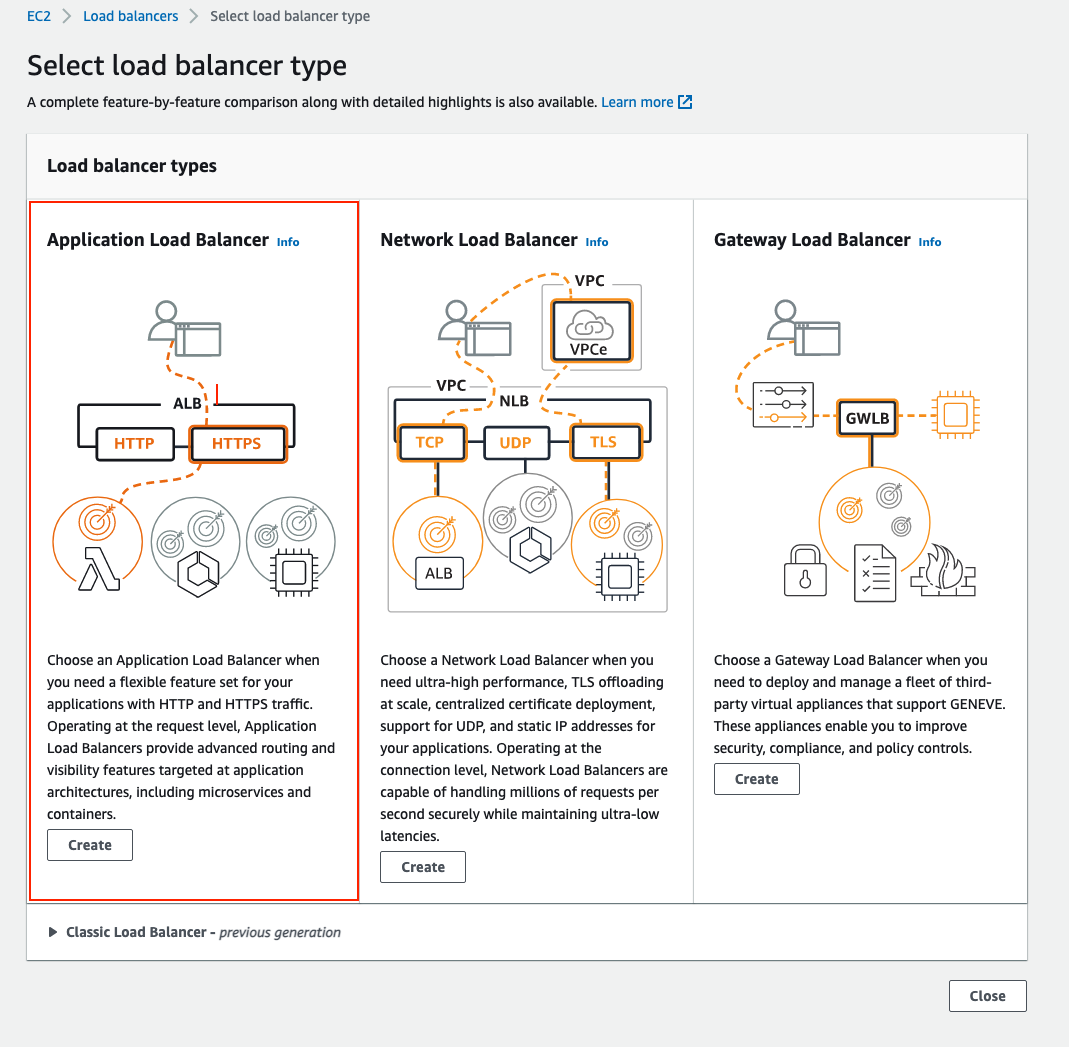 EC2 > Load balancers > Select load balancer type
Select load balancer type
A complete feature-by-feature comparison along with detailed highlights is also available. Learn more
Load balancer types
Application Load Balancer Info
ALB
HTTP
HTTPS
Choose an Application Load Balancer when
you need a flexible feature set for your
applications with HTTP and HTTPS traffic.
Operating at the request level, Application
Load Balancers provide advanced routing and
visibility features targeted at application
architectures, including microservices and
containers.
Create
Network Load Balancer Info
VPC
VPCe
VPC
NLB
TCP
UDP
TLS
ALB
Choose a Network Load Balancer when you
need ultra-high performance, TLS offloading
at scale, centralized certificate deployment,
support for UDP, and static IP addresses for
your applications. Operating at the
connection level, Network Load Balancers are
capable of handling millions of requests per
second securely while maintaining ultra-low
latencies.
Create
Gateway Load Balancer Info
GWLB
Choose a Gateway Load Balancer when you
need to deploy and manage a fleet of third-
party virtual appliances that support GENEVE.
These appliances enable you to improve
security, compliance, and policy controls.
Create
Classic Load Balancer - previous generation
Close